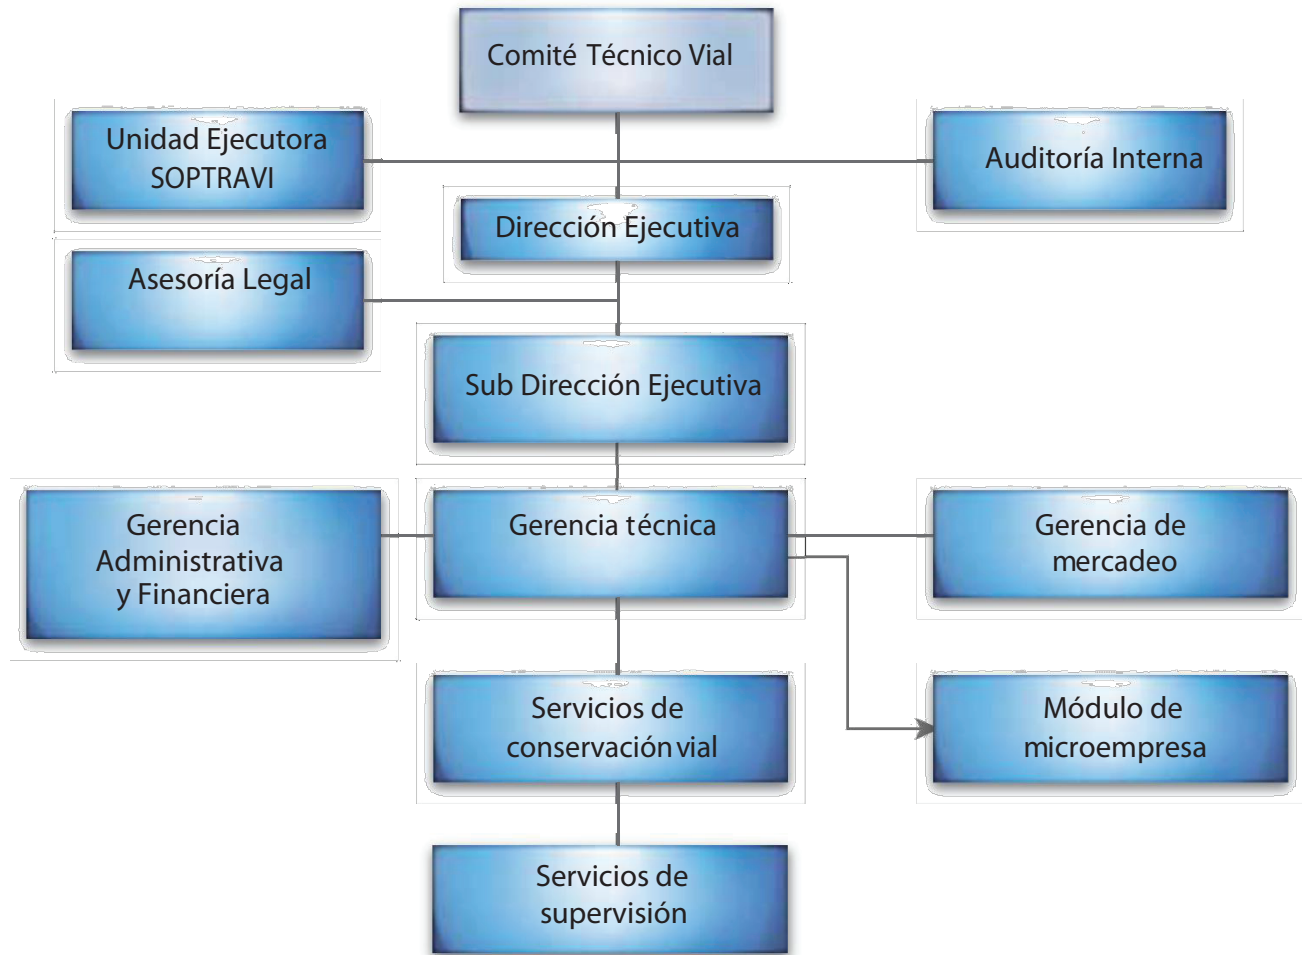 Comité Técnico Vial
Unidad Ejecutora
SOPTRAVI
Auditoría Interna
Dirección Ejecutiva
Asesoría Legal
Sub Dirección Ejecutiva
Gerencia
Administrativa
y Financiera
Gerencia técnica
Gerencia de
mercadeo
Servicios de
conservación vial
Módulo de
microempresa
Servicios de
supervisión